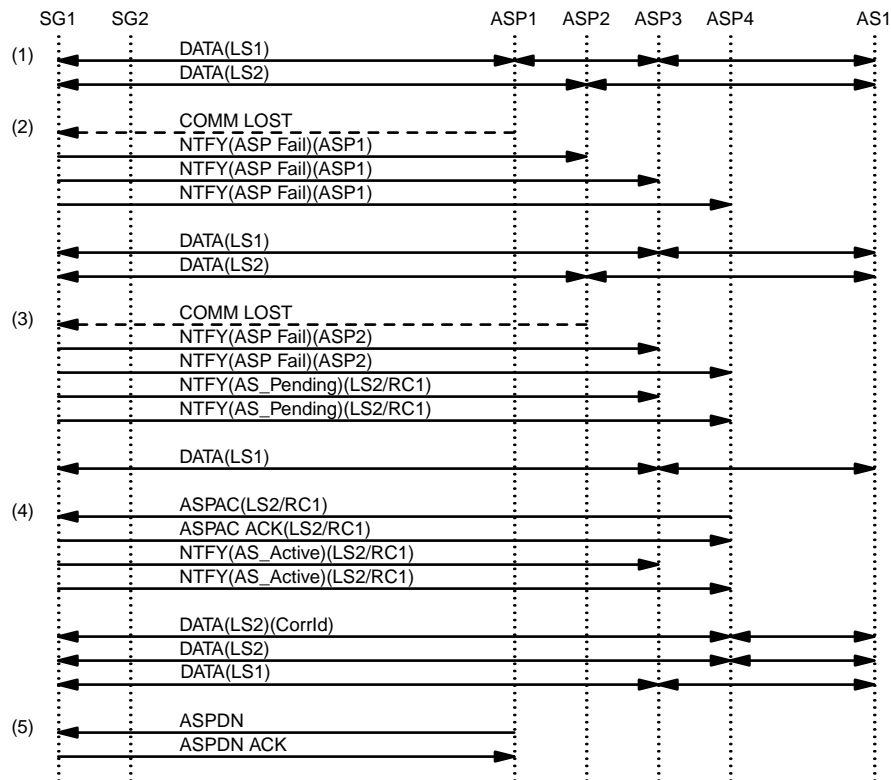 SG1 SG2 ASP1 ASP2 ASP3 ASP4 AS1
(1) DATA(LS1)
DATA(LS2)
(2) COMM LOST
NTFY(ASP Fail)(ASP1)
NTFY(ASP Fail)(ASP1)
NTFY(ASP Fail)(ASP1)
DATA(LS1)
DATA(LS2)
(3) COMM LOST
NTFY(ASP Fail)(ASP2)
NTFY(ASP Fail)(ASP2)
NTFY(AS_Pending)(LS2/RC1)
NTFY(AS_Pending)(LS2/RC1)
DATA(LS1)
(4) ASPAC(LS2/RC1)
ASPAC ACK(LS2/RC1)
NTFY(AS_Active)(LS2/RC1)
NTFY(AS_Active)(LS2/RC1)
DATA(LS2)(CorrId)
DATA(LS2)
DATA(LS1)
(5) ASPDN
ASPDN ACK